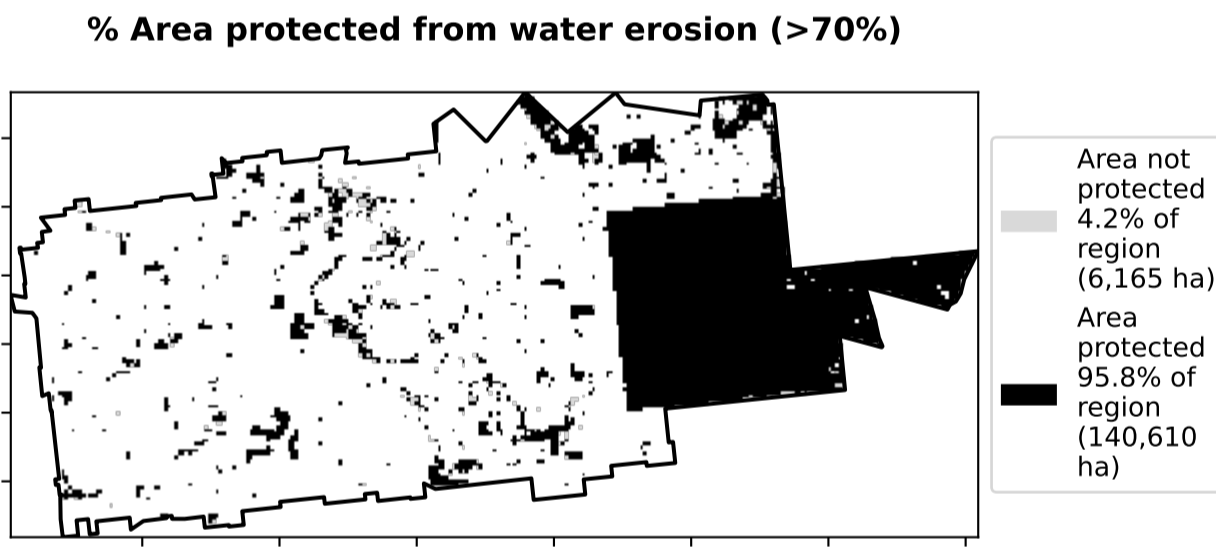 % Area protected from water erosion (>70%)
Area not
protected
4.2% of
region
(6,165 ha)
Area
protected
95.8% of
region
(140,610
ha)